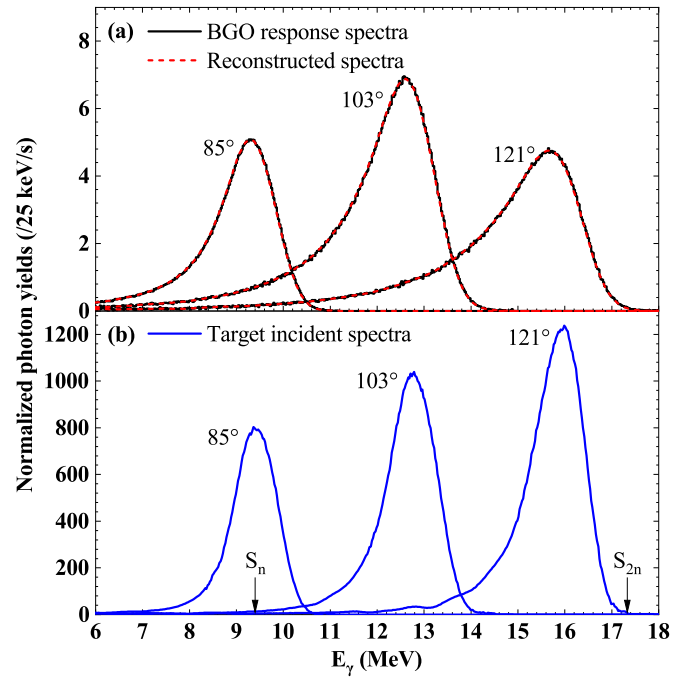 (a) BGO response spectra
Reconstructed spectra
85°
103°
121°
8
6
4
2
0
Normalized photon yields (/25 keV/s)
(b) Target incident spectra
85°
103°
121°
Sn
S2n
1200
1000
800
600
400
200
0
6 7 8 9 10 11 12 13 14 15 16 17 18
Eγ (MeV)